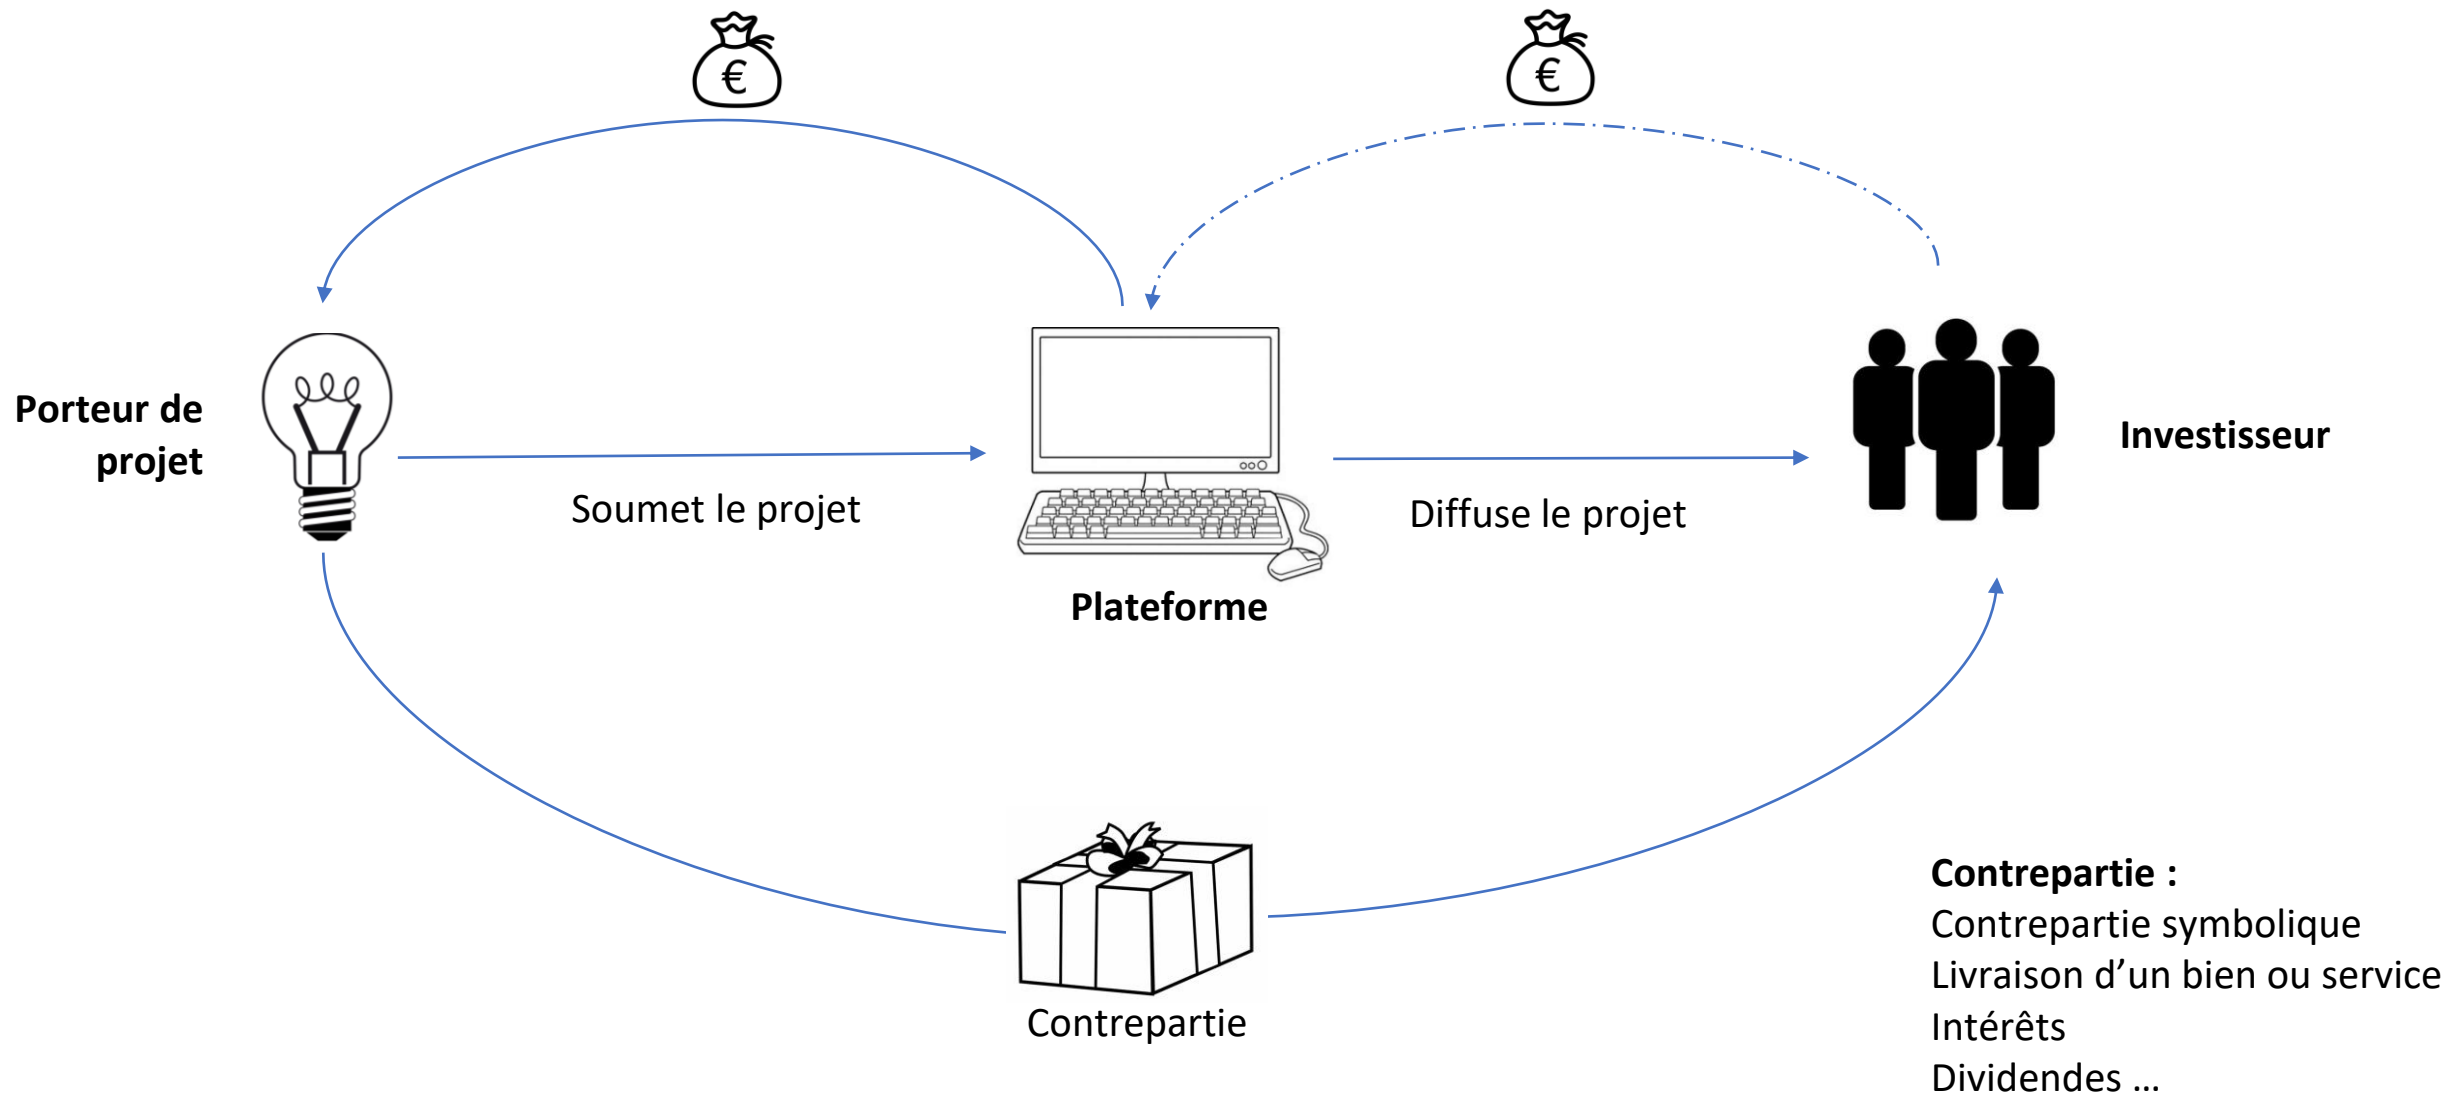 €
€
Porteur de
projet
Soumet le projet
Plateforme
Diffuse le projet
Investisseur
Contrepartie
Contrepartie :
Contrepartie symbolique
Livraison d’un bien ou service
Intérêts
Dividendes …